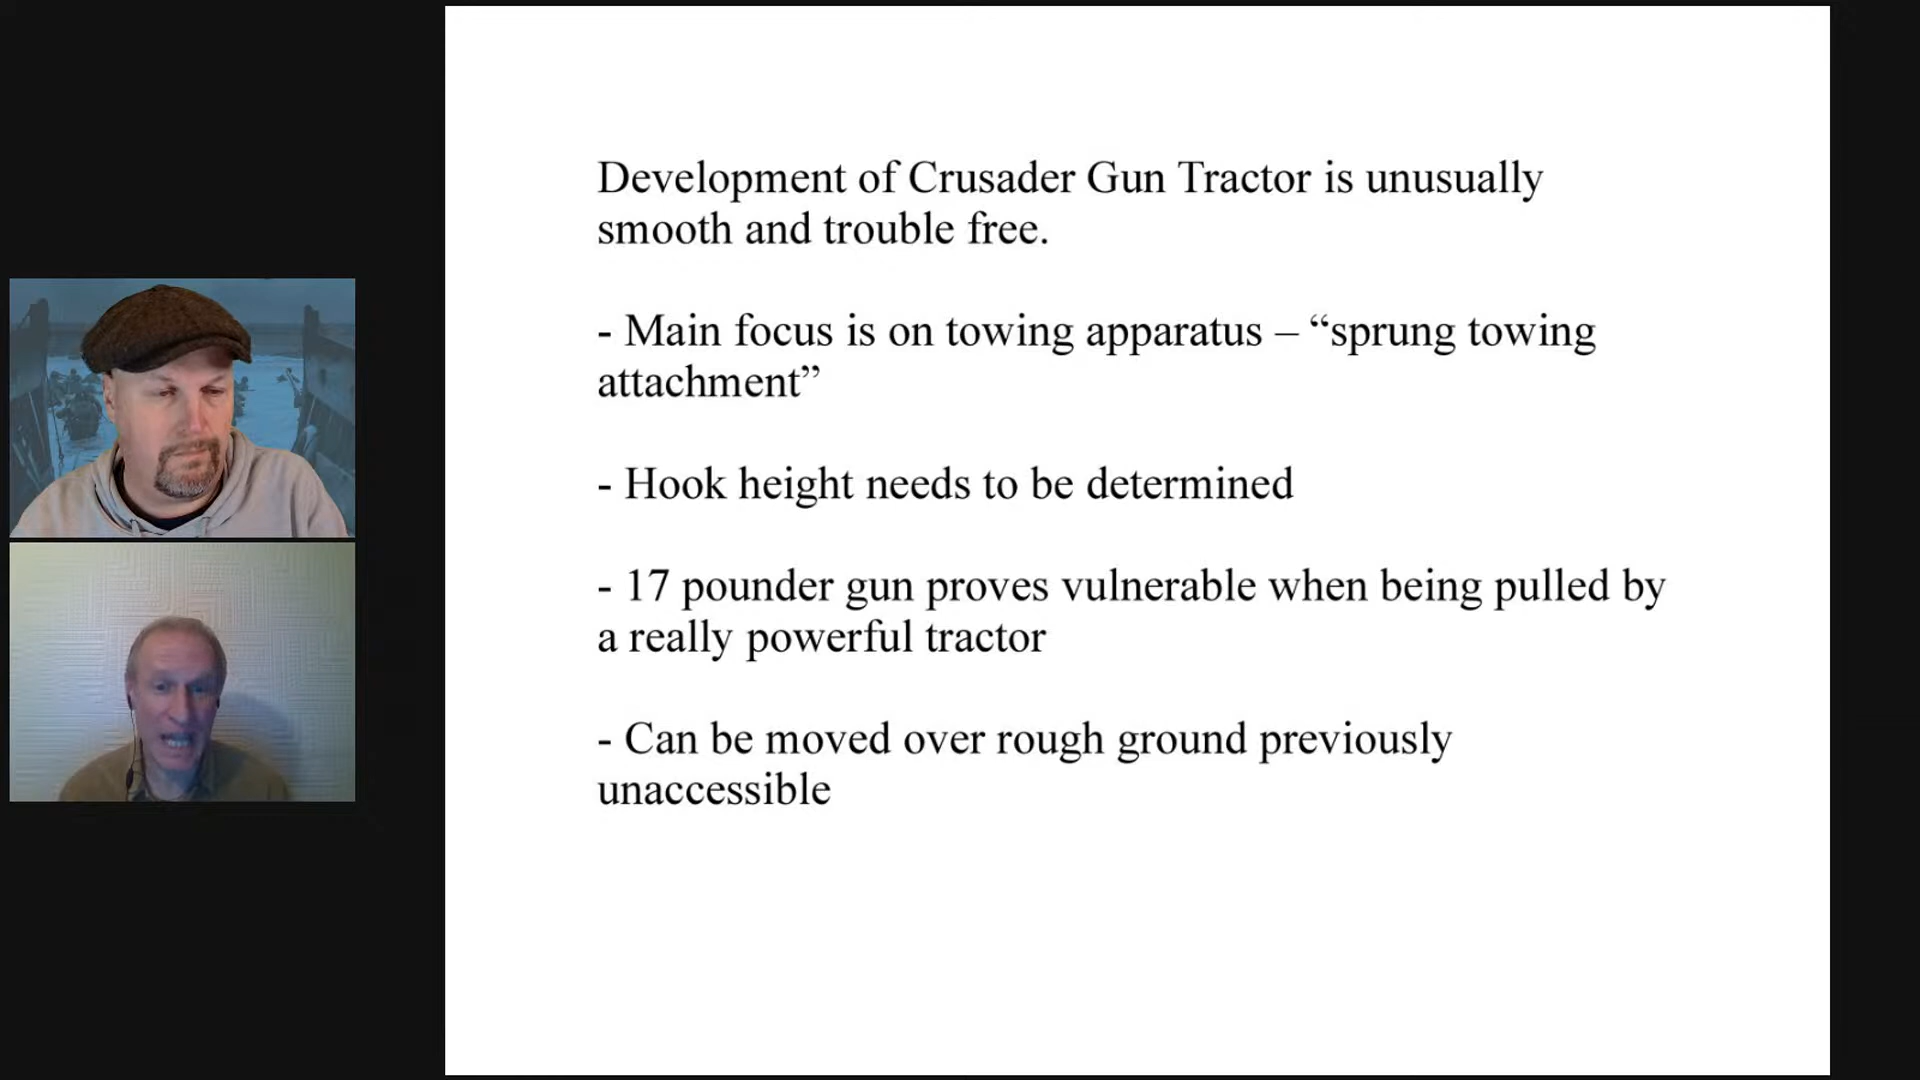 Development of Crusader Gun Tractor is unusually
smooth and trouble free.
- Main focus is on towing apparatus – “sprung towing
attachment”
- Hook height needs to be determined
- 17 pounder gun proves vulnerable when being pulled by
a really powerful tractor
- Can be moved over rough ground previously
unaccessible